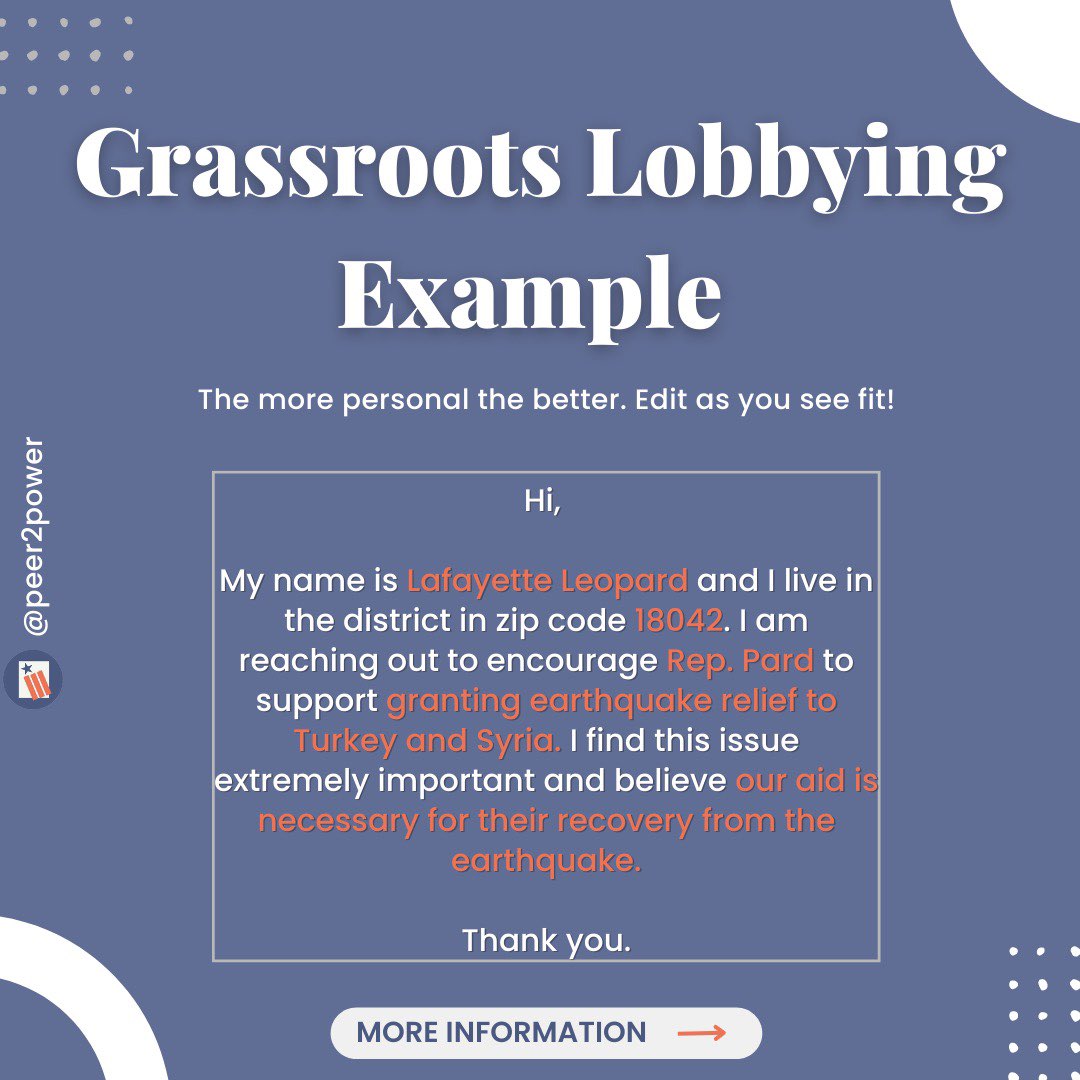 Grassroots Lobbying
Example
The more personal the better. Edit as you see fit!
@peer2power
Hi,
My name is Lafayette Leopard and I live in
the district in zip code 18042. I am
reaching out to encourage Rep. Pard to
support granting earthquake relief to
Turkey and Syria. I find this issue
extremely important and believe our aid is
necessary for their recovery from the
earthquake.
Thank you.
MORE INFORMATION